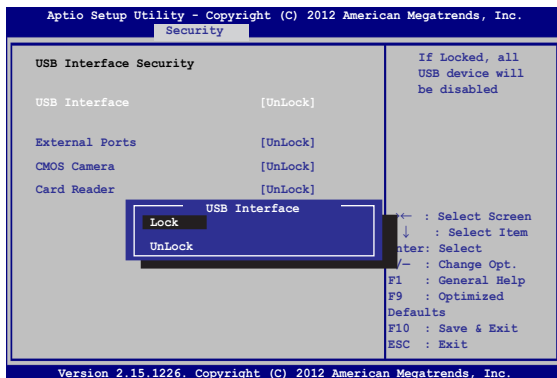 Aptio Setup Utility - Copyright (C) 2012 American Megatrends, Inc.
Security
USB Interface Security
USB Interface [UnLock]
External Ports [UnLock]
CMOS Camera [UnLock]
Card Reader [UnLock]
USB Interface
Lock
UnLock
If Locked, all
USB device will
be disabled
← : Select Screen
↓ : Select Item
nter: Select
/— : Change Opt.
F1 : General Help
F9 : Optimized
Defaults
F10 : Save & Exit
ESC : Exit
Version 2.15.1226. Copyright (C) 2012 American Megatrends, Inc.